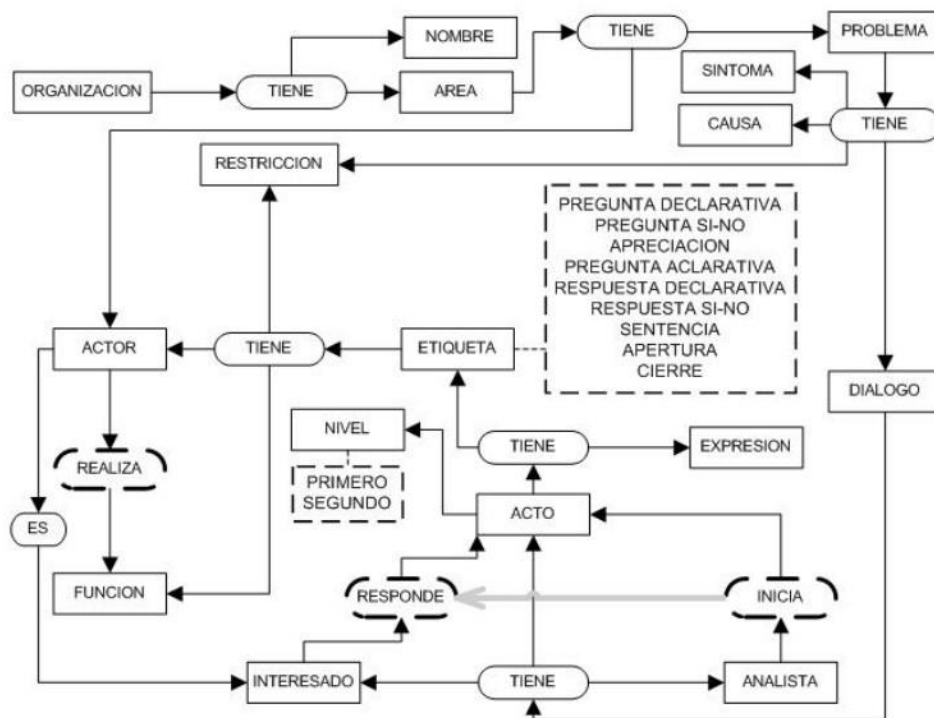 NOMBRE
TIENE
PROBLEMA
SINTOMA
ORGANIZACION
TIENE
AREA
CAUSA
TIENE
RESTRICCION
PREGUNTA DECLARATIVA
PREGUNTA SI-NO
APRECIACION
PREGUNTA ACLARATIVA
RESPUESTA DECLARATIVA
RESPUESTA SI-NO
SENTENCIA
APERTURA
CIERRE
ACTOR
TIENE
ETIQUETA
DIALOGO
NIVEL
TIENE
EXPRESION
REALIZA
PRIMERO
SEGUNDO
ACTO
ES
FUNCION
RESPONDE
INICIA
INTERESADO
TIENE
ANALISTA